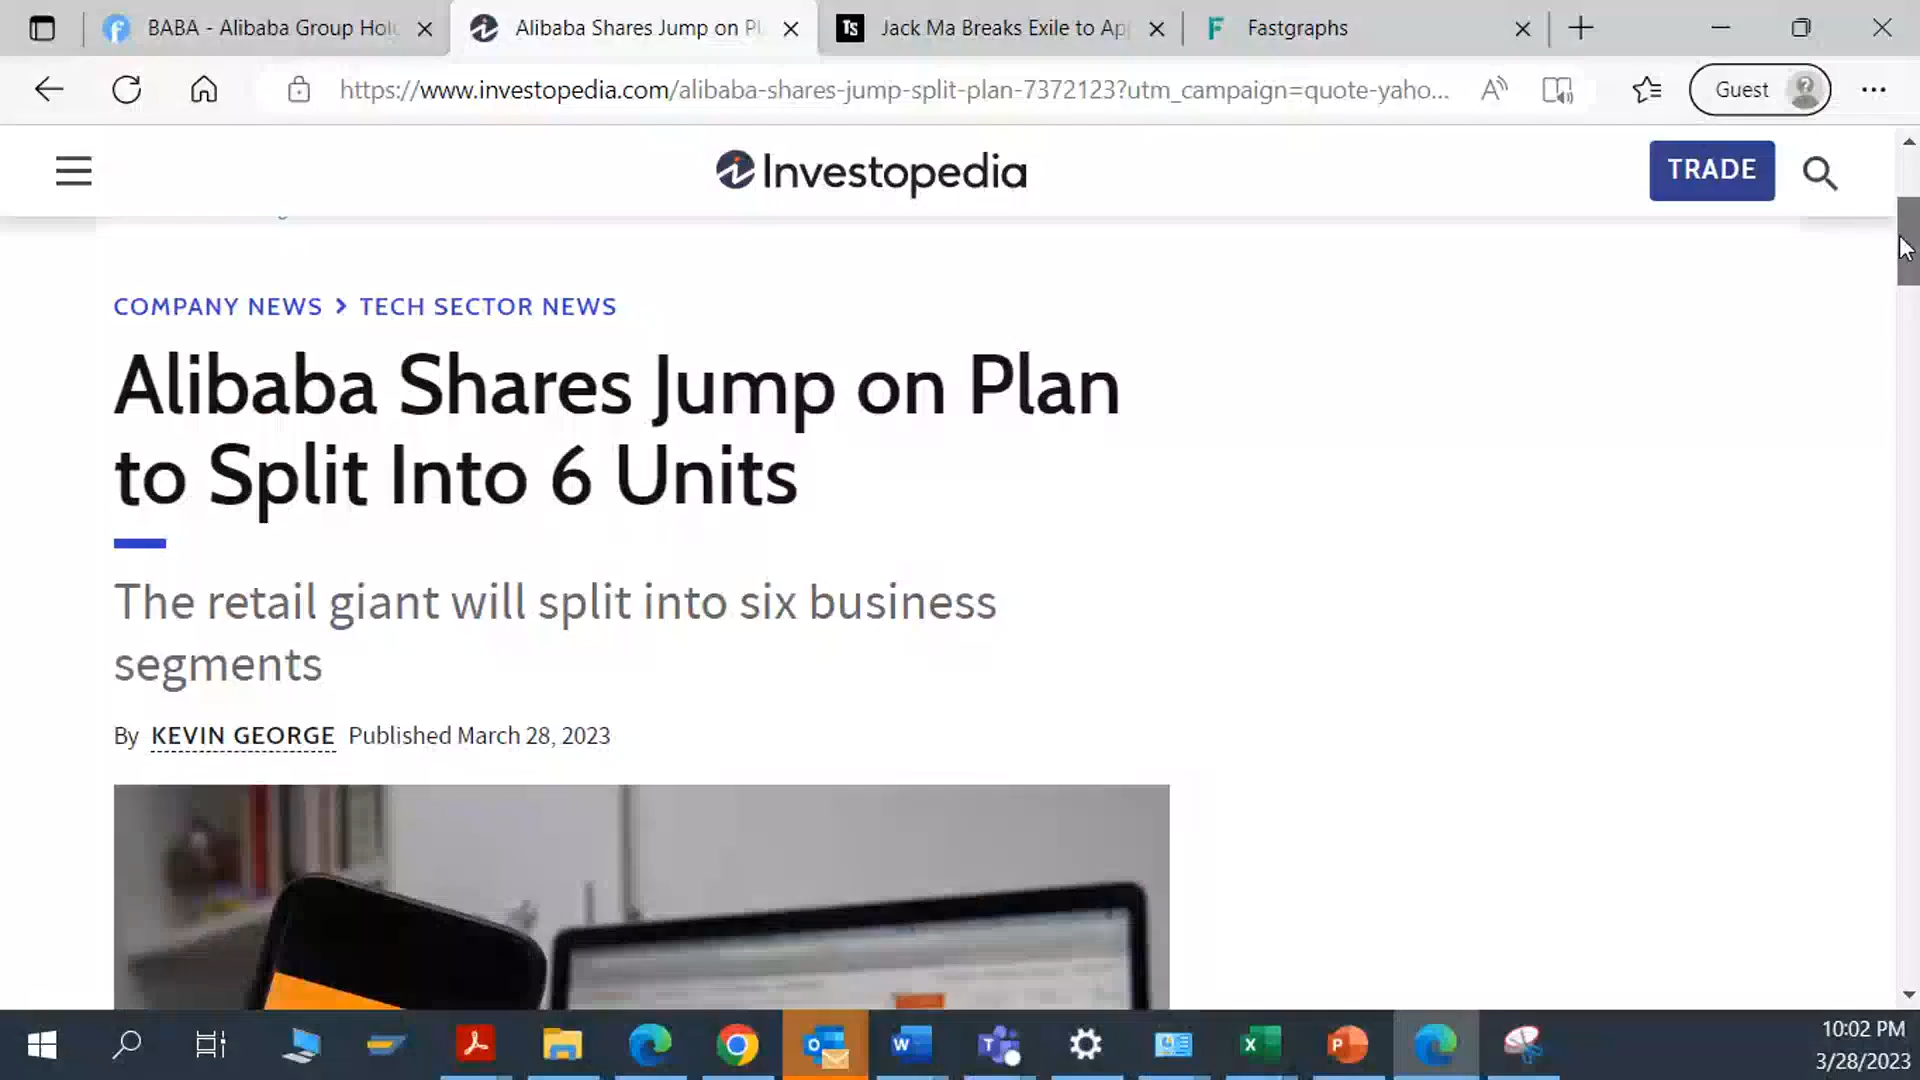 BABA - Alibaba Group Hol
Alibaba Shares Jump on Pl
Ts
Jack Ma Breaks Exile to Ap
F
Fastgraphs
https://www.investopedia.com/alibaba-shares-jump-split-plan-7372123?utm_campaign=quote-yaho...
Guest
Investopedia
TRADE
COMPANY NEWS > TECH SECTOR NEWS
Alibaba Shares Jump on Plan
to Split Into 6 Units
The retail giant will split into six business
segments
By KEVIN GEORGE Published March 28, 2023
10:02 PM
3/28/2023